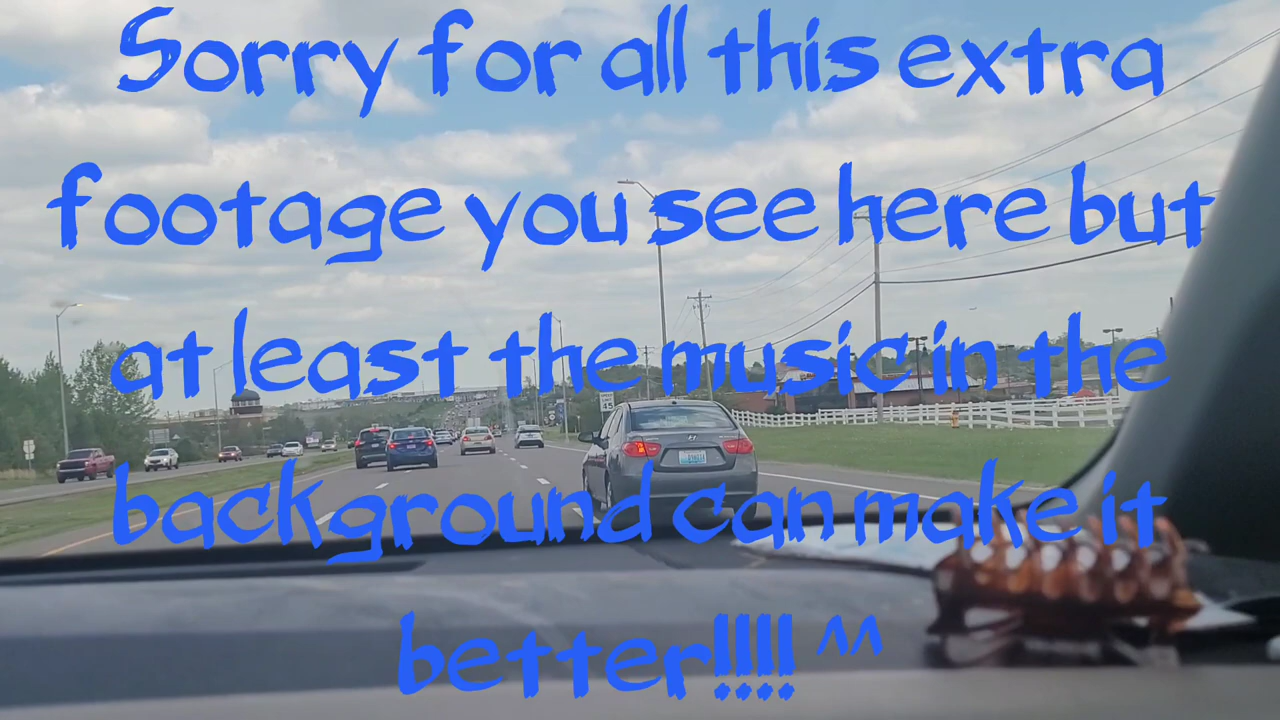 Sorry for all this extra
footage you see here but
at least the music in the
background can make it
better!!!! ^^
45